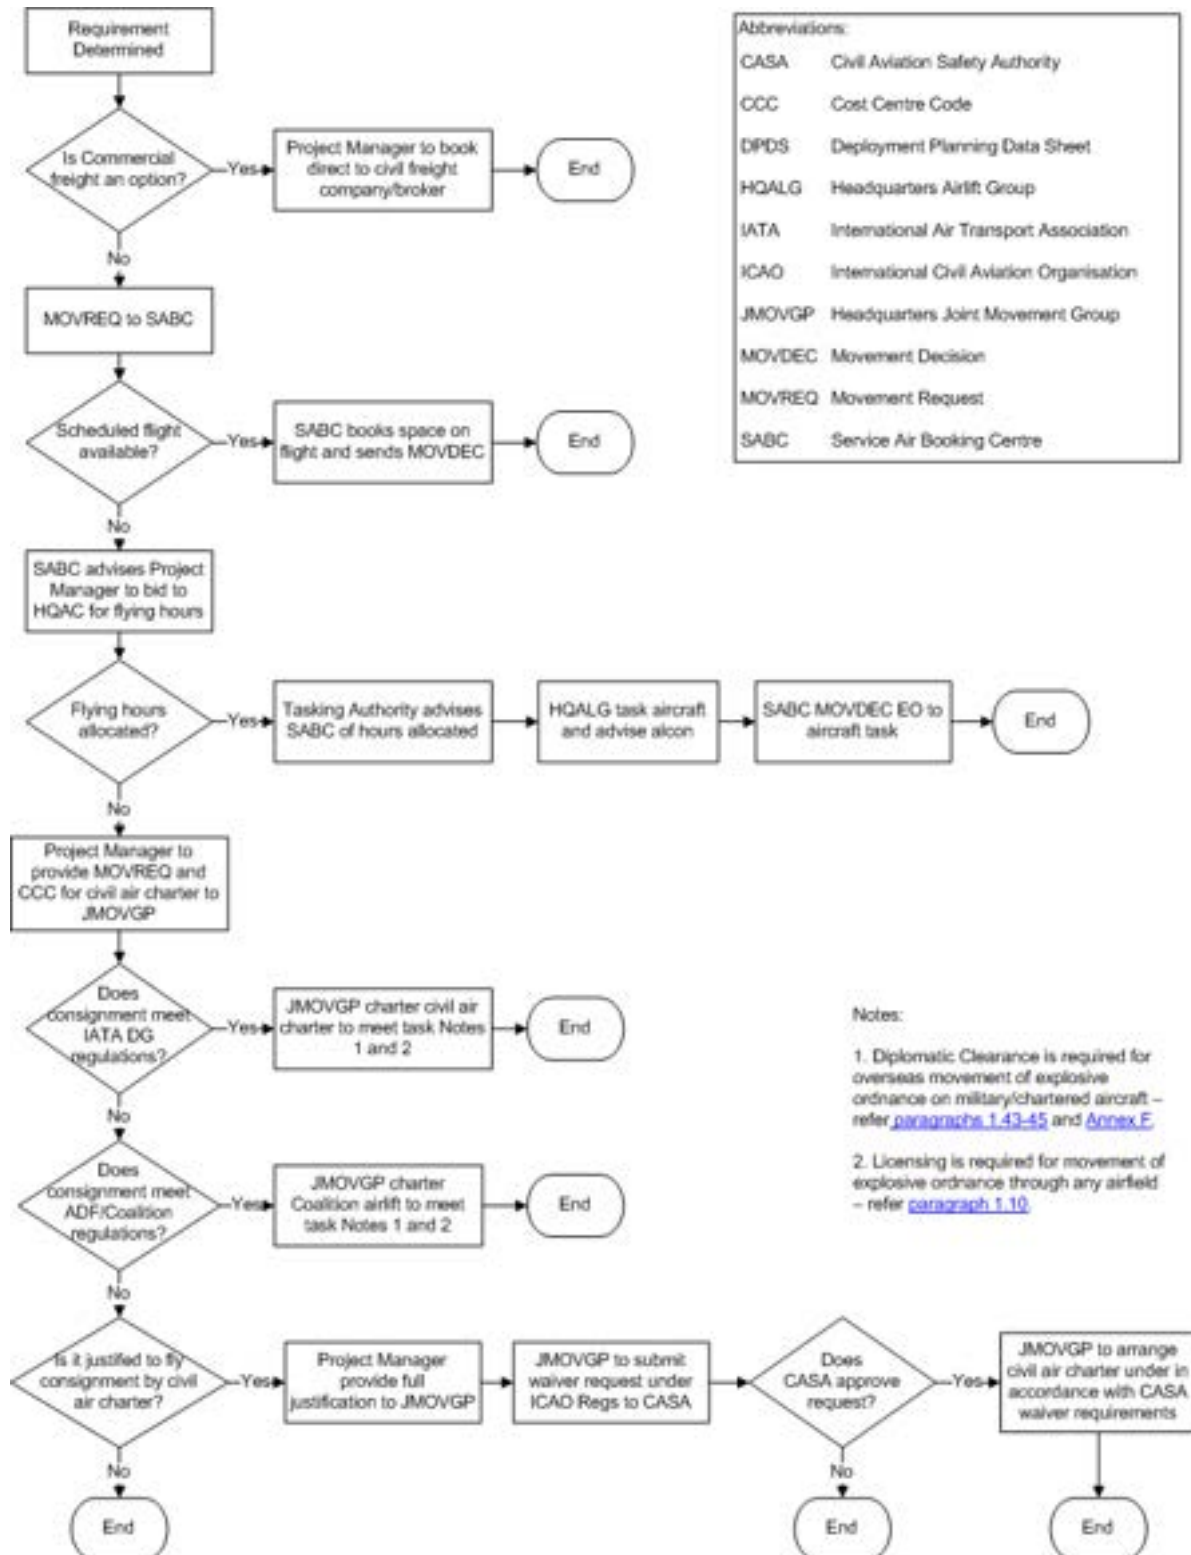 Requirement
Determined
Is Commercial
freight an option?
Yes
Project Manager to book
direct to civil freight
company/broker
End
No
MOVREQ to SABC
Scheduled flight
available?
Yes
SABC books space on
flight and sends MOVDEC
End
No
SABC advises Project
Manager to bid to
HQAC for flying hours
Flying hours
allocated?
Yes
Tasking Authority advises
SABC of hours allocated
HQALG task aircraft
and advise alcon
SABC MOVDEC EO to
aircraft task
End
No
Project Manager to
provide MOVREQ and
CCC for civil air charter to
JMOVGP
Does
consignment meet
IATA DG
regulations?
Yes
JMOVGP charter civil air
charter to meet task Notes
1 and 2
End
No
Does
consignment meet
ADF/Coalition
regulations?
Yes
JMOVGP charter
Coalition airlift to meet
task Notes 1 and 2
End
No
Is it justifed to fly
consignment by civil
air charter?
Yes
Project Manager
provide full
justification to JMOVGP
JMOVGP to submit
waiver request under
ICAO Regs to CASA
Does
CASA approve
request?
Yes
JMOVGP to arrange
civil air charter under in
accordance with CASA
waiver requirements
No
End
No
End
End
Abbreviations:
CASA Civil Aviation Safety Authority
CCC Cost Centre Code
DPDS Deployment Planning Data Sheet
HQALG Headquarters Airlift Group
IATA International Air Transport Association
ICAO International Civil Aviation Organisation
JMOVGP Headquarters Joint Movement Group
MOVDEC Movement Decision
MOVREQ Movement Request
SABC Service Air Booking Centre
Notes:
1. Diplomatic Clearance is required for
overseas movement of explosive
ordnance on military/chartered aircraft –
refer paragraphs 1.43-45 and Annex F.
2. Licensing is required for movement of
explosive ordnance through any airfield
– refer paragraph 1.10.